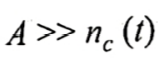 A >> n_c (t)